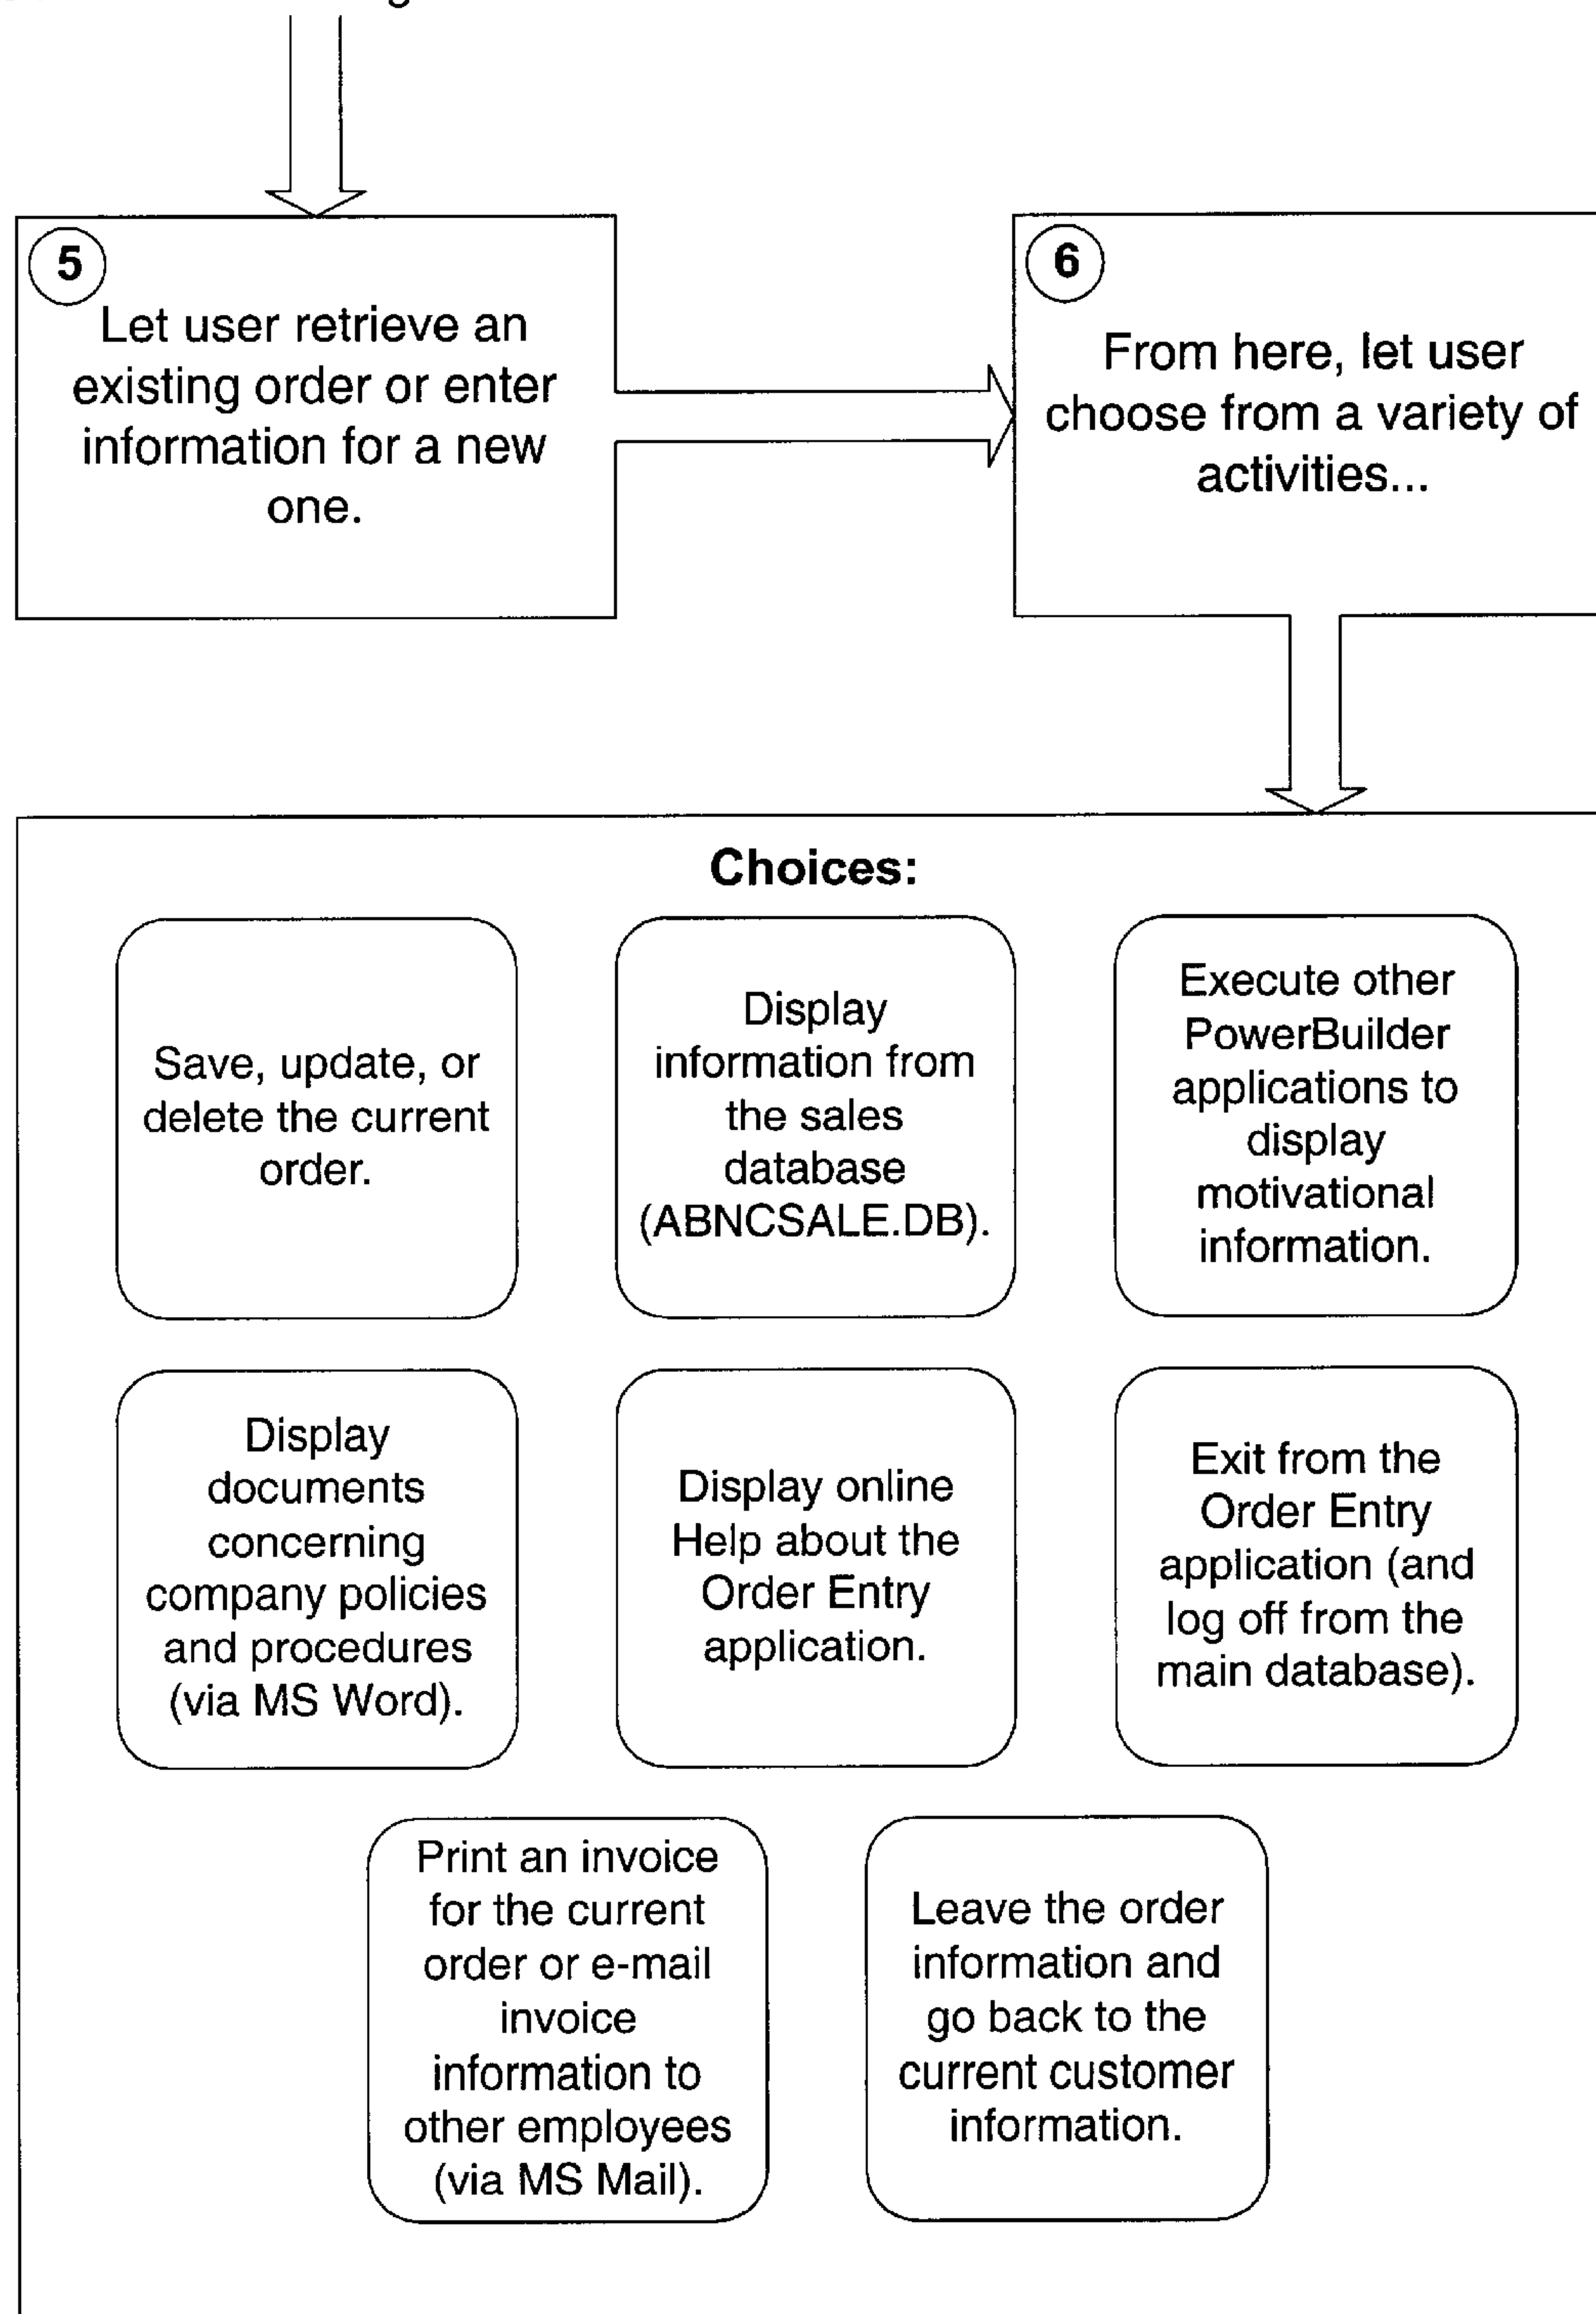 5
Let user retrieve an
existing order or enter
information for a new
one.
6
From here, let user
choose from a variety of
activities...
Choices:
Save, update, or
delete the current
order.
Display
information from
the sales
database
(ABNCSALE.DB).
Execute other
PowerBuilder
applications to
display
motivational
information.
Display
documents
concerning
company policies
and procedures
(via MS Word).
Display online
Help about the
Order Entry
application.
Exit from the
Order Entry
application (and
log off from the
main database).
Print an invoice
for the current
order or e-mail
invoice
information to
other employees
(via MS Mail).
Leave the order
information and
go back to the
current customer
information.